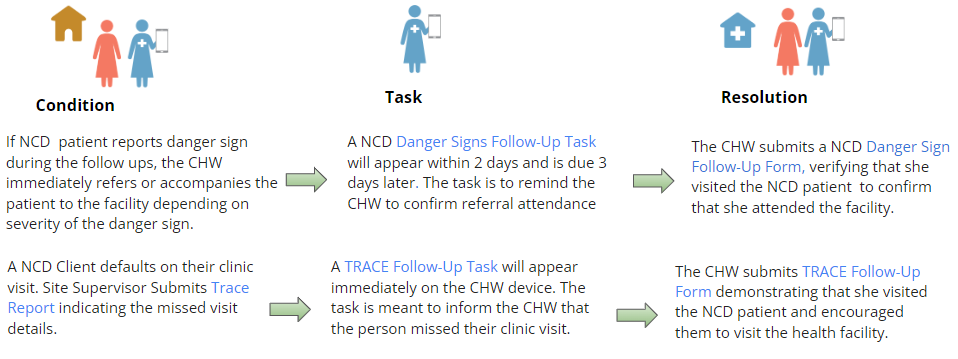 Condition
Task
Resolution
If NCD patient reports danger sign
during the follow ups, the CHW
immediately refers or accompanies the
patient to the facility depending on
severity of the danger sign.
A NCD Danger Signs Follow-Up Task
will appear within 2 days and is due 3
days later. The task is to remind the
CHW to confirm referral attendance
The CHW submits a NCD Danger Sign
Follow-Up Form, verifying that she
visited the NCD patient to confirm
that she attended the facility.
A NCD Client defaults on their clinic
visit. Site Supervisor Submits Trace
Report indicating the missed visit
details.
A TRACE Follow-Up Task will appear
immediately on the CHW device. The
task is meant to inform the CHW that
the person missed their clinic visit.
The CHW submits TRACE Follow-Up
Form demonstrating that she visited
the NCD patient and encouraged
them to visit the health facility.